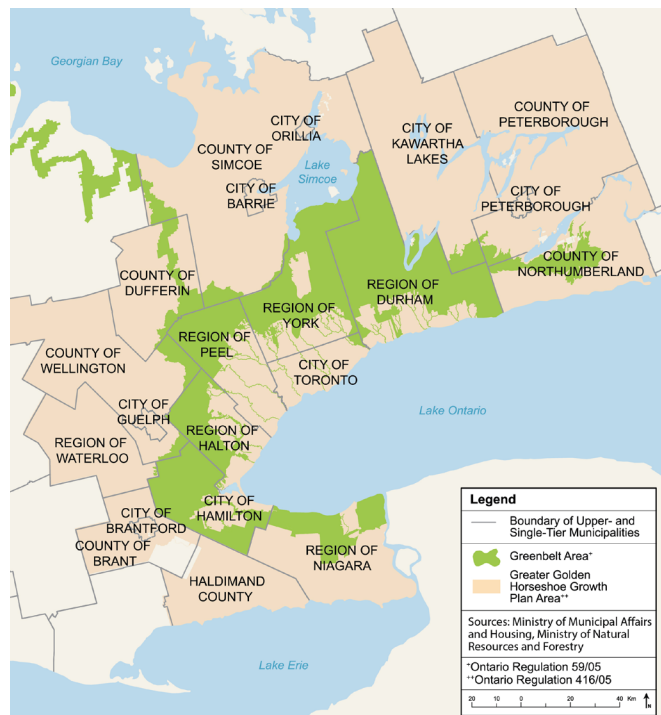 Georgian Bay
CITY OF
ORILLIA
COUNTY OF
SIMCOE
Lake
Simcoe
CITY OF
BARRIE
CITY OF
KAWARTHA
LAKES
COUNTY OF
PETERBOROUGH
CITY OF
PETERBOROUGH
COUNTY OF
NORTHUMBERLAND
COUNTY OF
DUFFERIN
REGION OF
DURHAM
REGION OF
YORK
REGION OF
PEEL
COUNTY OF
WELLINGTON
CITY OF
TORONTO
CITY OF
GUELPH
Lake Ontario
REGION OF
WATERLOO
REGION OF
HALTON
CITY OF
HAMILTON
CITY OF
BRANTFORD
COUNTY OF
BRANT
REGION OF
NIAGARA
HALDIMAND
COUNTY
Lake Erie
Legend
Boundary of Upper- and
Single-Tier Municipalities
Greenbelt Area+
Greater Golden
Horseshoe Growth
Plan Area++
Sources: Ministry of Municipal Affairs
and Housing, Ministry of Natural
Resources and Forestry
+Ontario Regulation 59/05
++Ontario Regulation 416/05
20 10 0 20 40 Km N